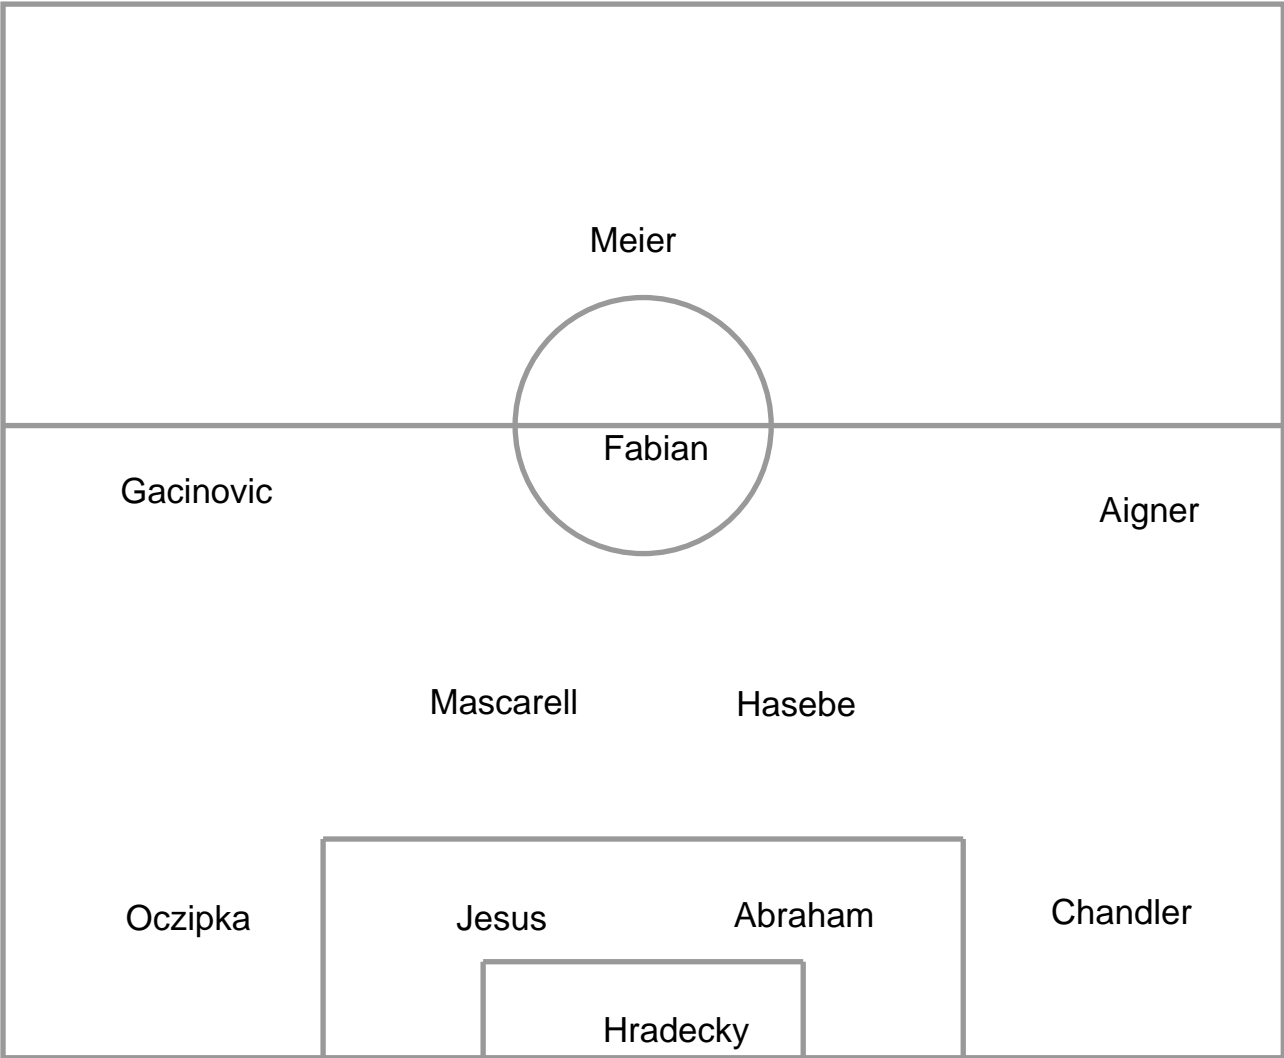 Meier
Fabian
Gacinovic
Aigner
Mascarell
Hasebe
Oczipka
Jesus
Abraham
Chandler
Hradecky